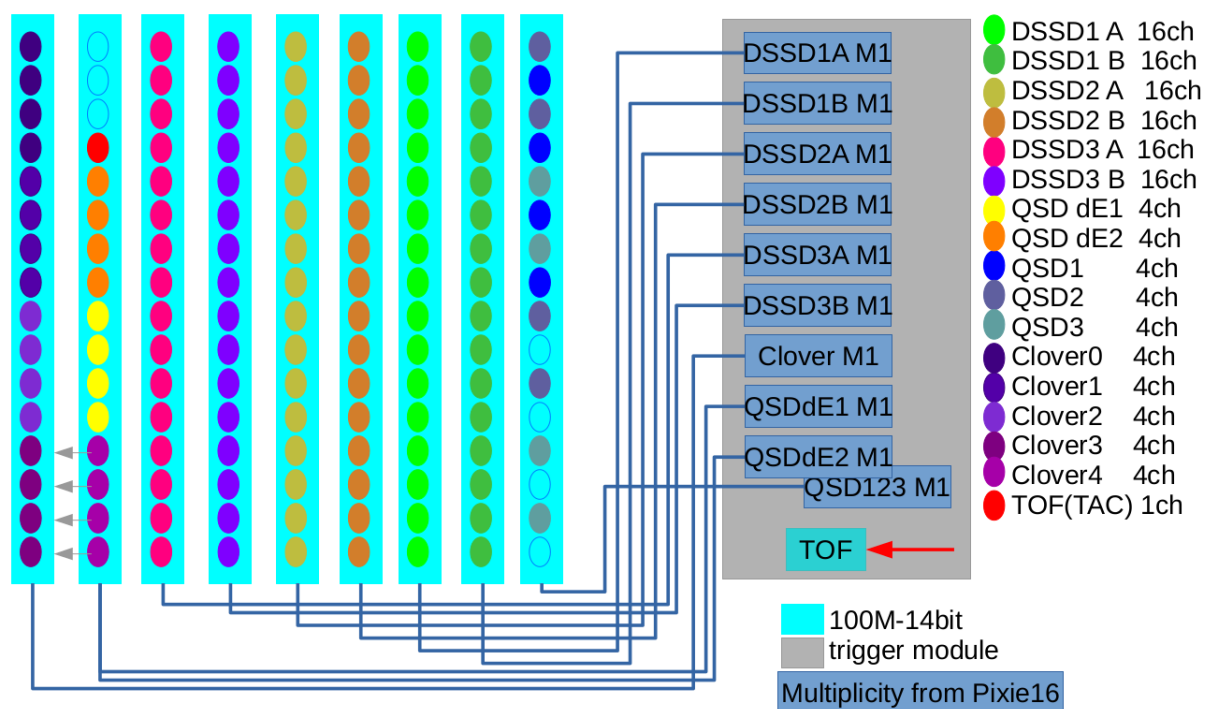 DSSD1A M1
DSSD1B M1
DSSD2A M1
DSSD2B M1
DSSD3A M1
DSSD3B M1
Clover M1
QSDdE1 M1
QSDdE2 M1
QSD123 M1
TOF
DSSD1 A 16ch
DSSD1 B 16ch
DSSD2 A 16ch
DSSD2 B 16ch
DSSD3 A 16ch
DSSD3 B 16ch
QSD dE1 4ch
QSD dE2 4ch
QSD1 4ch
QSD2 4ch
QSD3 4ch
Clover0 4ch
Clover1 4ch
Clover2 4ch
Clover3 4ch
Clover4 4ch
TOF(TAC) 1ch
100M-14bit
trigger module
Multiplicity from Pixie16